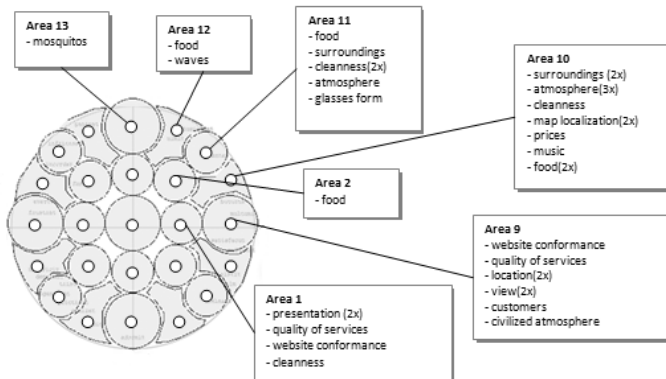 Area 13
- mosquitos
Area 12
- food
- waves
Area 11
- food
- surroundings
- cleanness(2x)
- atmosphere
- glasses form
Area 10
- surroundings (2x)
- atmosphere(3x)
- cleanness
- map localization(2x)
- prices
- music
- food(2x)
Area 2
- food
Area 9
- website conformance
- quality of services
- location(2x)
- view(2x)
- customers
- civilized atmosphere
Area 1
- presentation (2x)
- quality of services
- website conformance
- cleanness